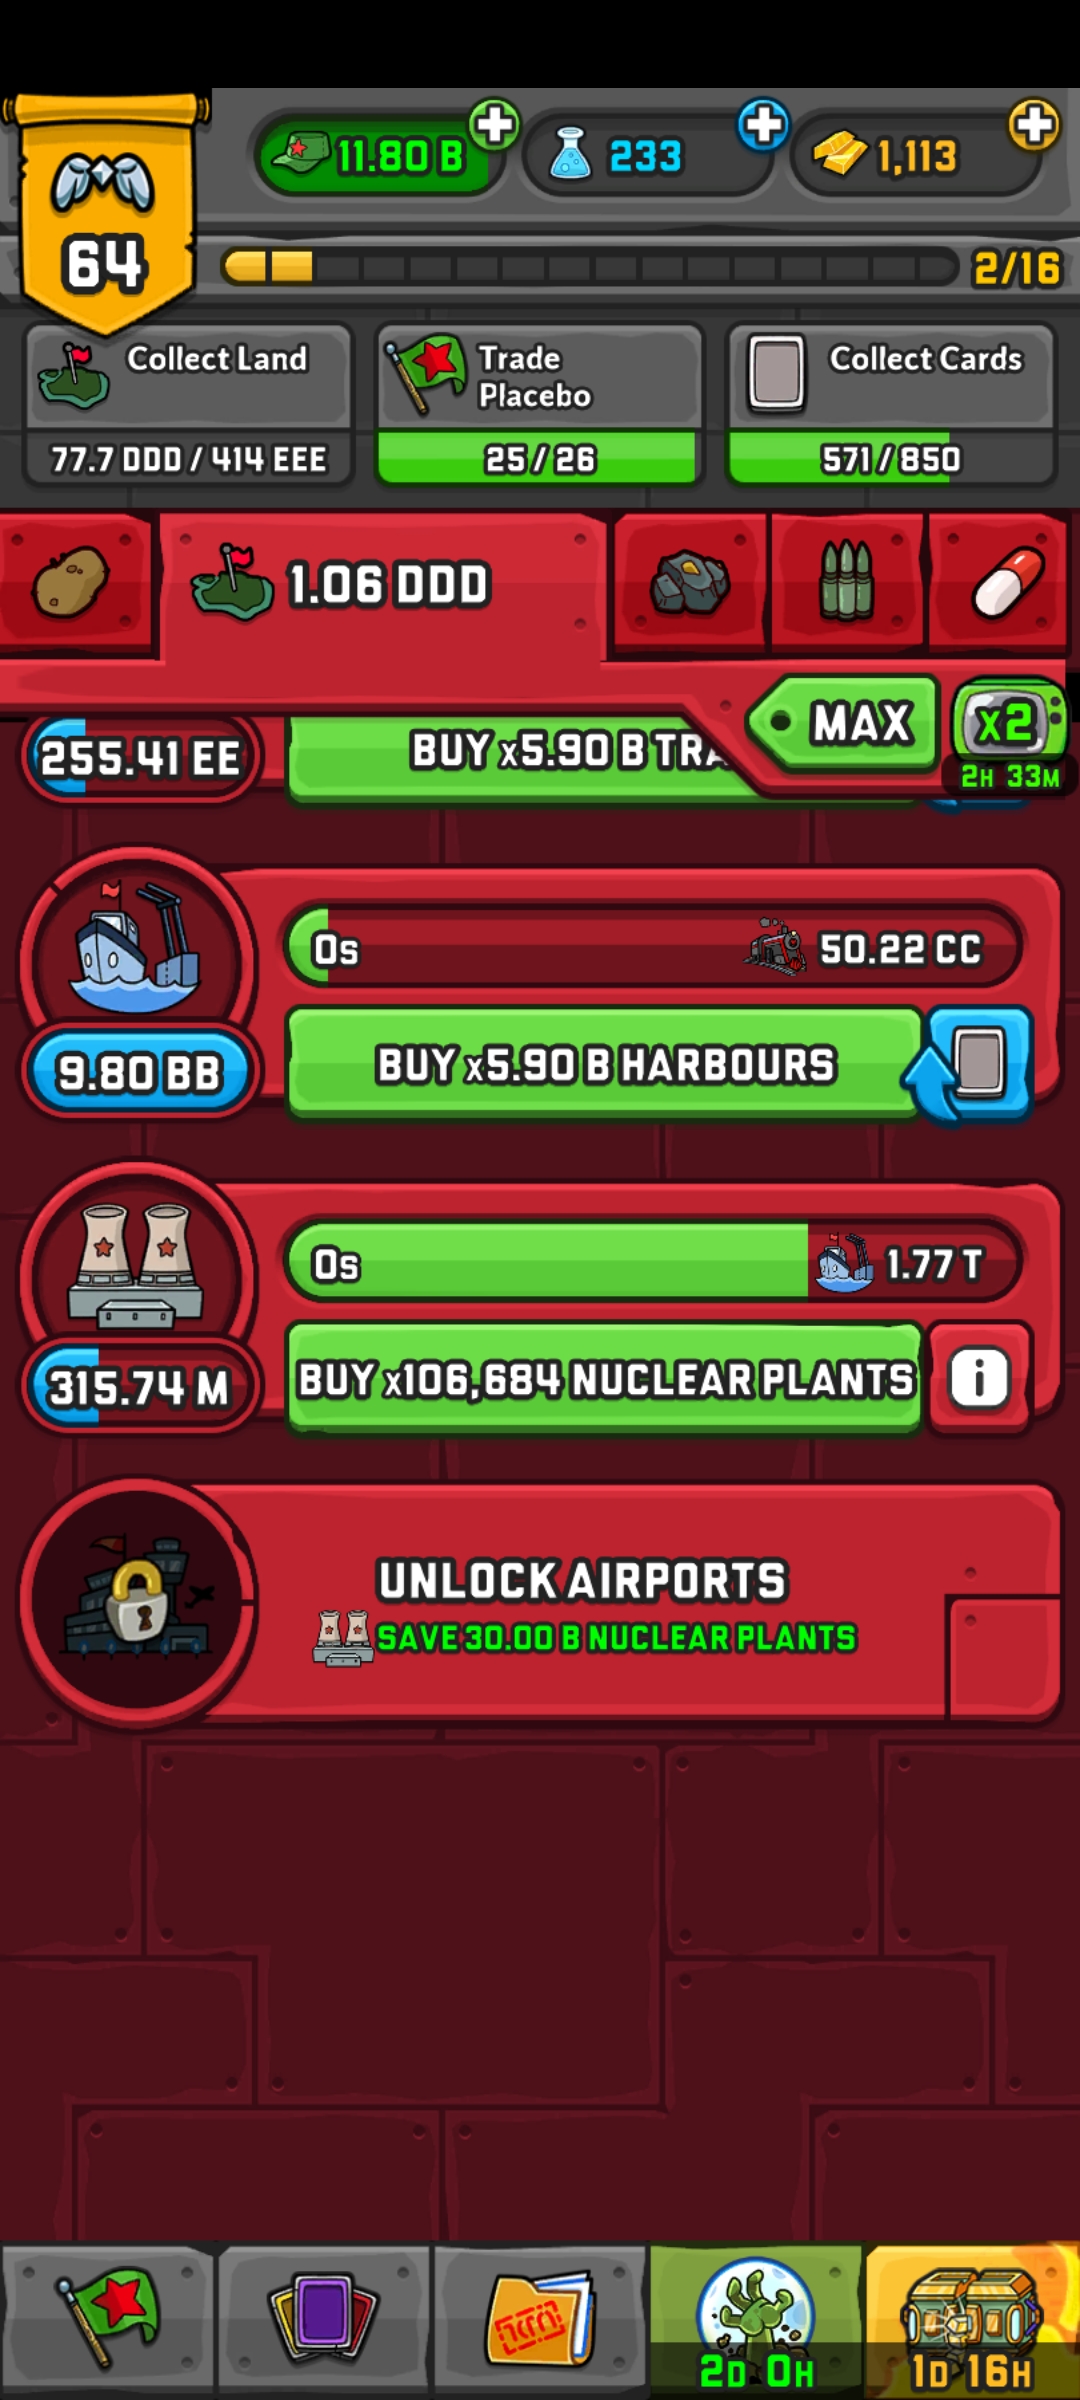 11.80 B
233
1,113
64
2/16
Collect Land
77.7 DDD / 414 EEE
Trade
Placebo
25 / 26
Collect Cards
571 / 850
1.06 DDD
MAX
x2
2H 33M
255.41 EE
BUY x5.90 B
0s
50.22 CC
9.80 BB
BUY x5.90 B HARBOURS
0s
1.77 T
315.74 M
BUY x106,684 NUCLEAR PLANTS
i
UNLOCK AIRPORTS
SAVE 30.00 B NUCLEAR PLANTS
2D 0H
1D 16H